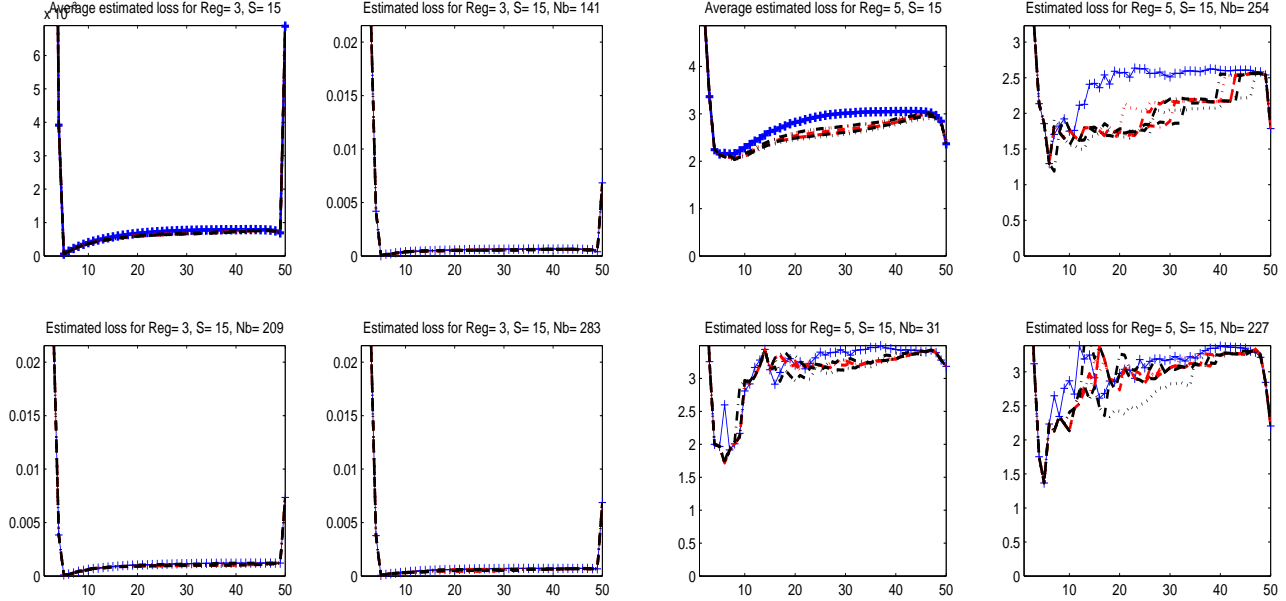 Average estimated loss for Reg= 3, S= 15
Estimated loss for Reg= 3, S= 15, Nb= 141
Average estimated loss for Reg= 5, S= 15
Estimated loss for Reg= 5, S= 15, Nb= 254
x 10
6
5
4
3
2
1
0
10 20 30 40 50
0.02
0.015
0.01
0.005
0
10 20 30 40 50
4
3
2
1
0
10 20 30 40 50
3
2.5
2
1.5
1
0.5
0
10 20 30 40 50
Estimated loss for Reg= 3, S= 15, Nb= 209
Estimated loss for Reg= 3, S= 15, Nb= 283
Estimated loss for Reg= 5, S= 15, Nb= 31
Estimated loss for Reg= 5, S= 15, Nb= 227
0.02
0.015
0.01
0.005
0
10 20 30 40 50
0.02
0.015
0.01
0.005
0
10 20 30 40 50
3
2.5
2
1.5
1
0.5
0
10 20 30 40 50
3
2.5
2
1.5
1
0.5
0
10 20 30 40 50